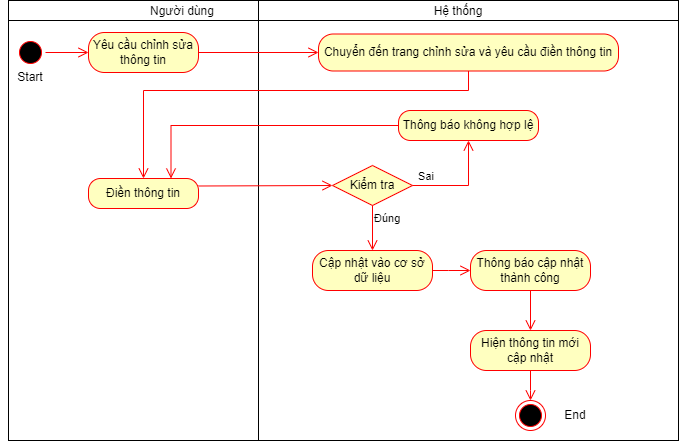 Người dùng
Hệ thống
Yêu cầu chỉnh sửa
thông tin
Chuyển đến trang chỉnh sửa và yêu cầu điền thông tin
Start
Thông báo không hợp lệ
Điền thông tin
Kiểm tra
Sai
Đúng
Cập nhật vào cơ sở
dữ liệu
Thông báo cập nhật
thành công
Hiện thông tin mới
cập nhật
End